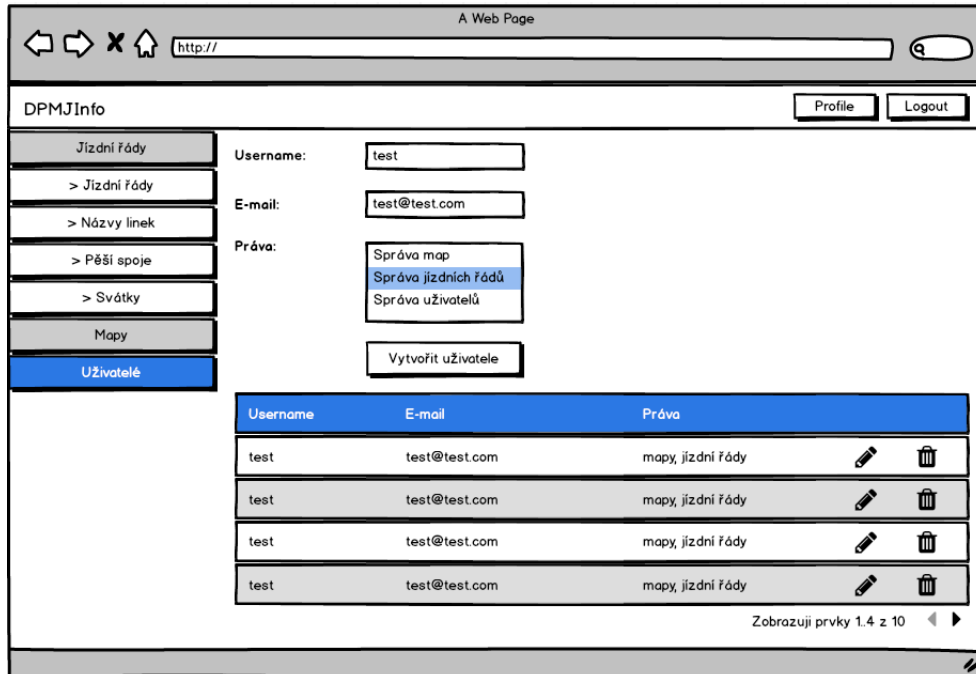 A Web Page
http://
DPMJInfo
Profile
Logout
Jízdní řády
> Jízdní řády
> Názvy linek
> Pěší spoje
> Svátky
Mapy
Uživatelé
Username: test
E-mail: test@test.com
Práva:
Správa map
Správa jízdních řádů
Správa uživatelů
Vytvořit uživatele
Username E-mail Práva
test test@test.com mapy, jízdní řády
test test@test.com mapy, jízdní řády
test test@test.com mapy, jízdní řády
test test@test.com mapy, jízdní řády
Zobrazuji prvky 1..4 z 10